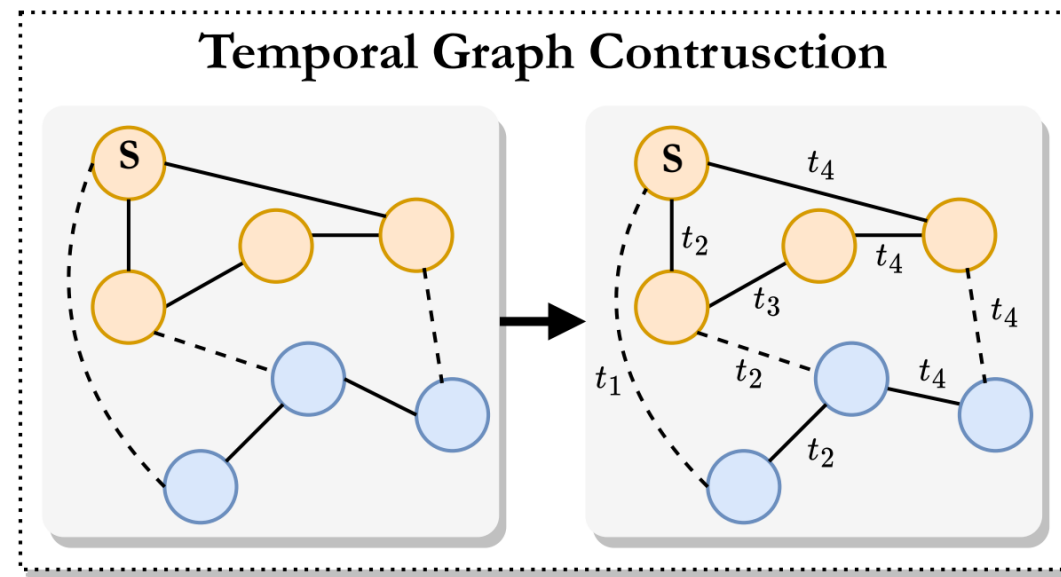 Temporal Graph Contrusction
S
S
t₄
t₂
t₄
t₃
t₄
t₂
t₁
t₄
t₂